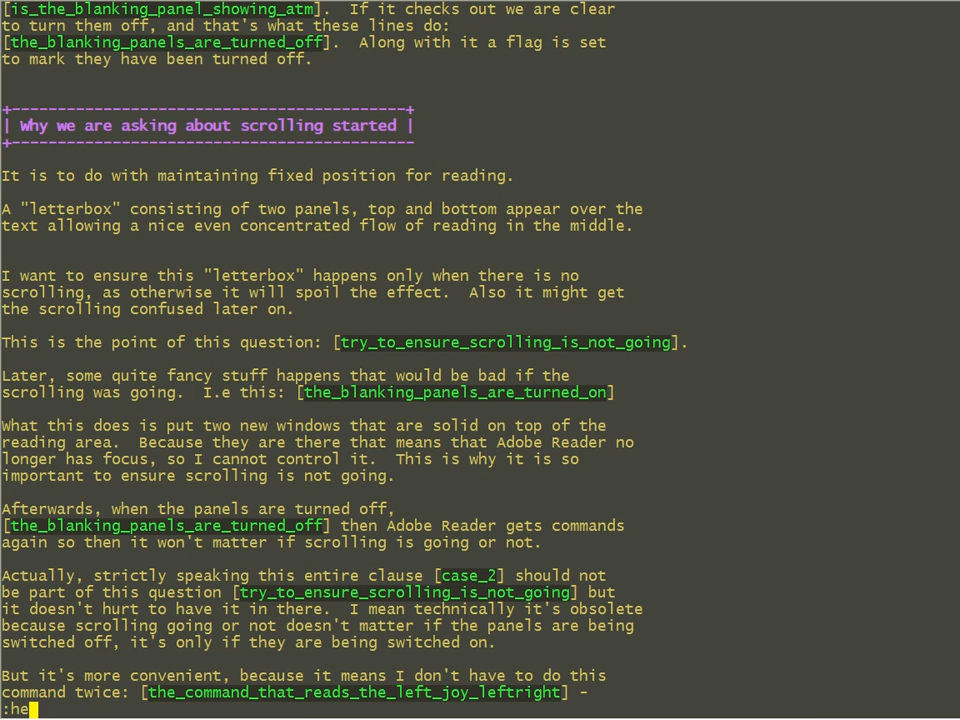 [is_the_blanking_panel_showing_atm].  If it checks out we are clear
to turn them off, and that's what these lines do:
[the_blanking_panels_are_turned_off].  Along with it a flag is set
to mark they have been turned off.
+-------------------------------------------+
| Why we are asking about scrolling started |
+--------------------------------------------
It is to do with maintaining fixed position for reading.
A "letterbox" consisting of two panels, top and bottom appear over the
text allowing a nice even concentrated flow of reading in the middle.
I want to ensure this "letterbox" happens only when there is no
scrolling, as otherwise it will spoil the effect.  Also it might get
the scrolling confused later on.
This is the point of this question: [try_to_ensure_scrolling_is_not_going].
Later, some quite fancy stuff happens that would be bad if the
scrolling was going.  I.e this: [the_blanking_panels_are_turned_on]
What this does is put two new windows that are solid on top of the
reading area.  Because they are there that means that Adobe Reader no
longer has focus, so I cannot control it.  This is why it is so
important to ensure scrolling is not going.
Afterwards, when the panels are turned off,
[the_blanking_panels_are_turned_off] then Adobe Reader gets commands
again so then it won't matter if scrolling is going or not.
Actually, strictly speaking this entire clause [case_2] should not
be part of this question [try_to_ensure_scrolling_is_not_going] but
it doesn't hurt to have it in there.  I mean technically it's obsolete
because scrolling going or not doesn't matter if the panels are being
switched off, it's only if they are being switched on.
But it's more convenient, because it means I don't have to do this
command twice: [the_command_that_reads_the_left_joy_leftright] -
:he